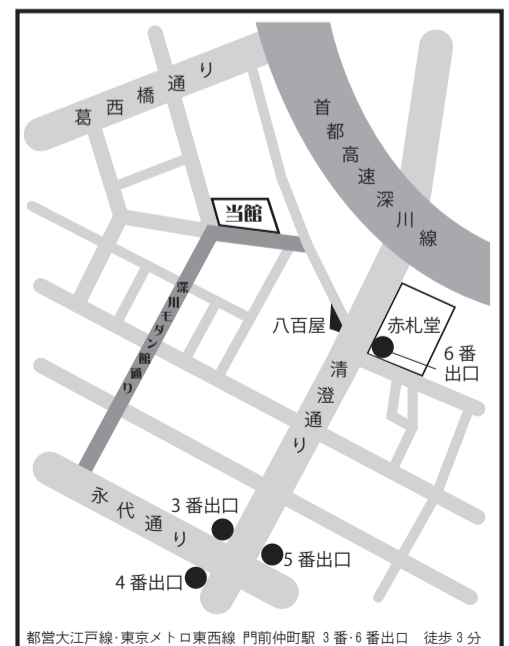 葛西橋通り
首都高速深川線
当館
深川モダン館通り
八百屋
赤札堂
6番
出口
清澄通り
永代通り
3番出口
5番出口
4番出口
都営大江戸線・東京メトロ東西線 門前仲町駅 3番・6番出口　徒歩3分